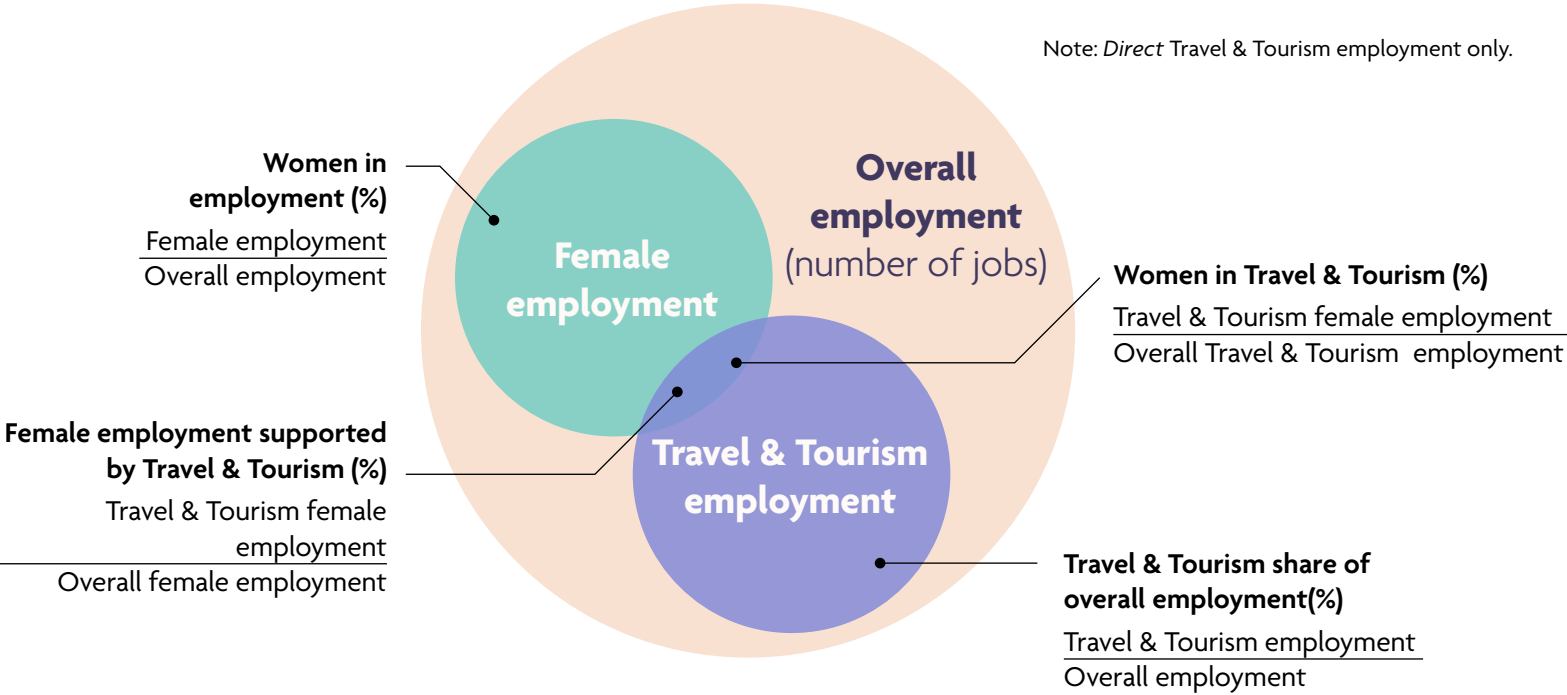 Note: Direct Travel & Tourism employment only.
Women in
employment (%)
Female employment
Overall employment
Overall
employment
(number of jobs)
Female
employment
Women in Travel & Tourism (%)
Travel & Tourism female employment
Overall Travel & Tourism  employment
Female employment supported
by Travel & Tourism (%)
Travel & Tourism female
employment
Overall female employment
Travel & Tourism
employment
Travel & Tourism share of
overall employment(%)
Travel & Tourism employment
Overall employment